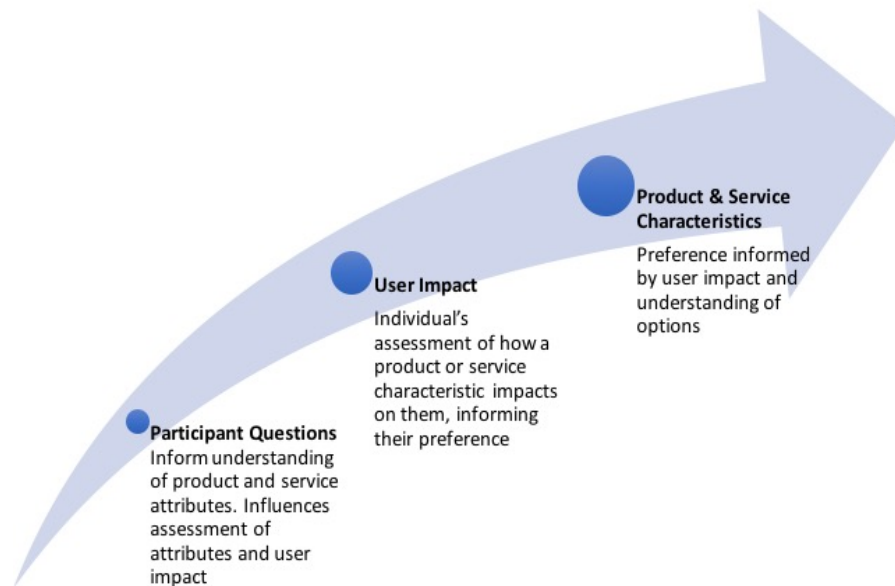 Participant Questions
Inform understanding
of product and service
attributes. Influences
assessment of
attributes and user
impact
User Impact
Individual’s
assessment of how a
product or service
characteristic impacts
on them, informing
their preference
Product & Service
Characteristics
Preference informed
by user impact and
understanding of
options